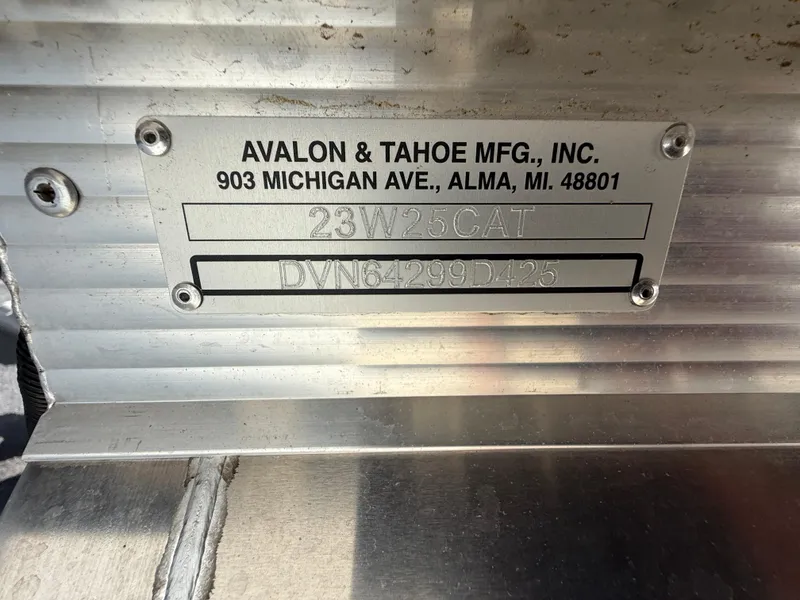 AVALON & TAHOE MFG., INC.
903 MICHIGAN AVE., ALMA, MI. 48801
23W25CAT
DVN64299D425